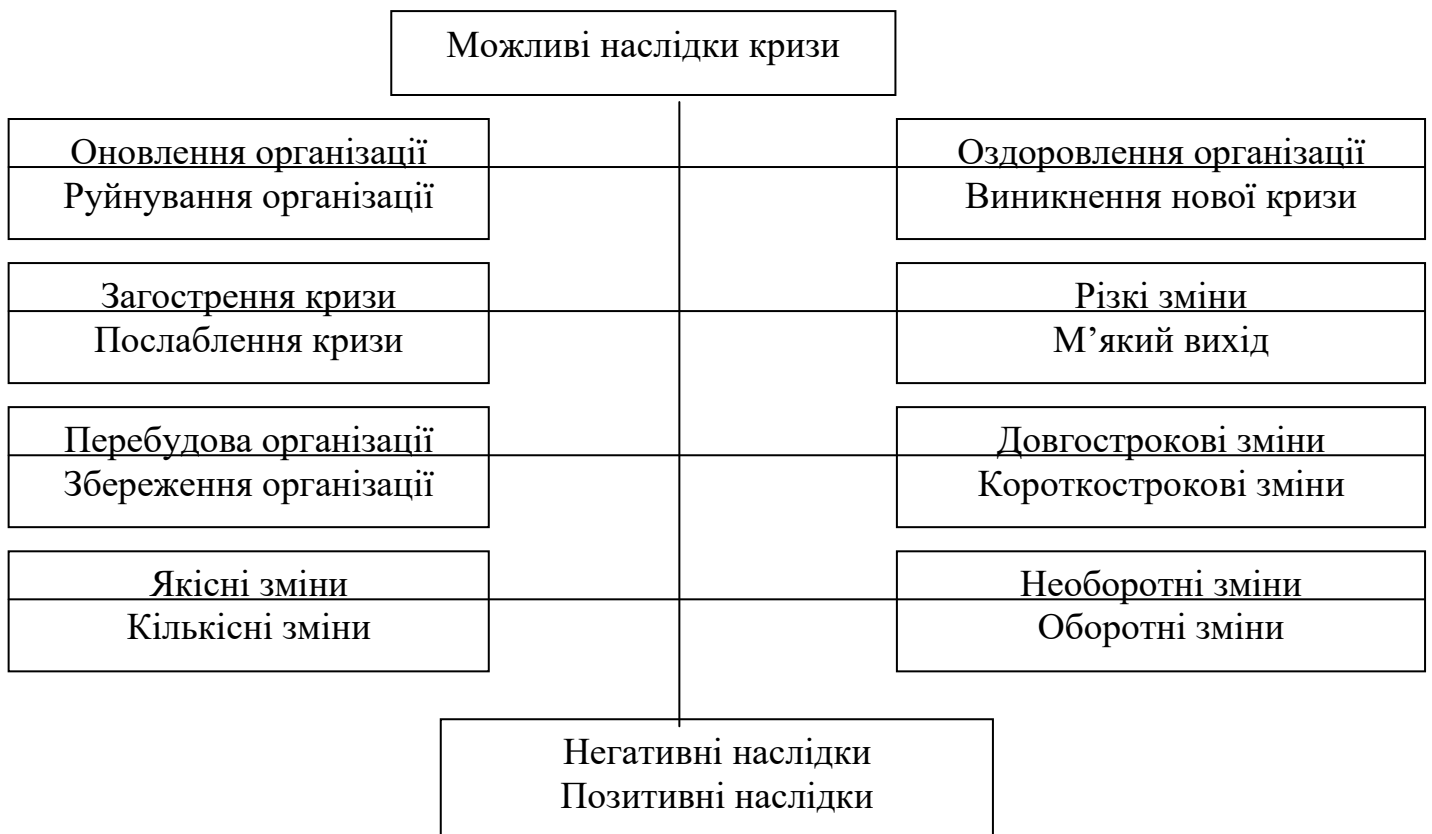 Можливі наслідки кризи
Оновлення організації
Руйнування організації
Оздоровлення організації
Виникнення нової кризи
Загострення кризи
Послаблення кризи
Різкі зміни
М’який вихід
Перебудова організації
Збереження організації
Довгострокові зміни
Короткострокові зміни
Якісні зміни
Кількісні зміни
Необоротні зміни
Оборотні зміни
Негативні наслідки
Позитивні наслідки